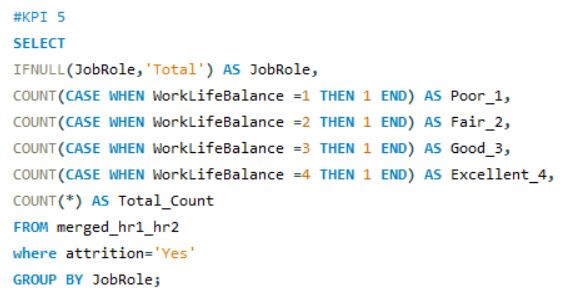 #KPI 5
SELECT
IFNULL(JobRole,'Total') AS JobRole,
COUNT(CASE WHEN WorkLifeBalance =1 THEN 1 END) AS Poor_1,
COUNT(CASE WHEN WorkLifeBalance =2 THEN 1 END) AS Fair_2,
COUNT(CASE WHEN WorkLifeBalance =3 THEN 1 END) AS Good_3,
COUNT(CASE WHEN WorkLifeBalance =4 THEN 1 END) AS Excellent_4,
COUNT(*) AS Total_Count
FROM merged_hr1_hr2
where attrition='Yes'
GROUP BY JobRole;